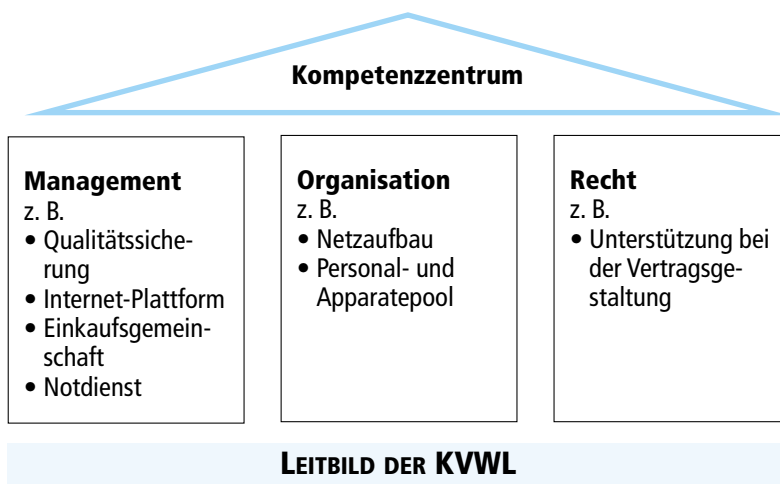 Kompetenzzentrum
Management
z. B.
• Qualitätssiche-
rung
• Internet-Plattform
• Einkaufsgemein-
schaft
• Notdienst
Organisation
z. B.
• Netzaufbau
• Personal- und
Apparatepool
Recht
z. B.
• Unterstützung bei
der Vertragsge-
staltung
LEITBILD DER KVWL